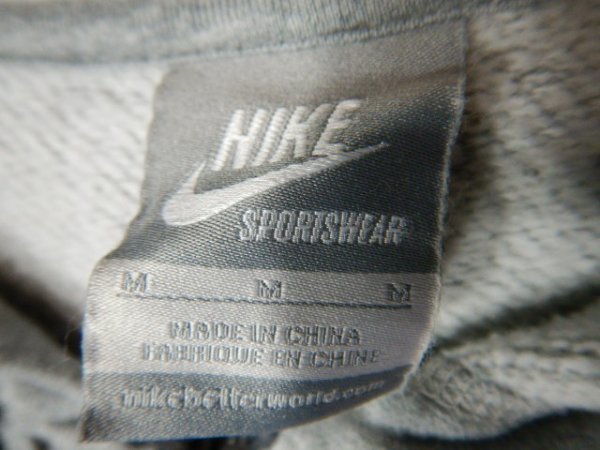 NIKE
SPORTSWEAR
M M M
MADE IN CHINA
FABRIQUE EN CHINE
nikebetterworld.com